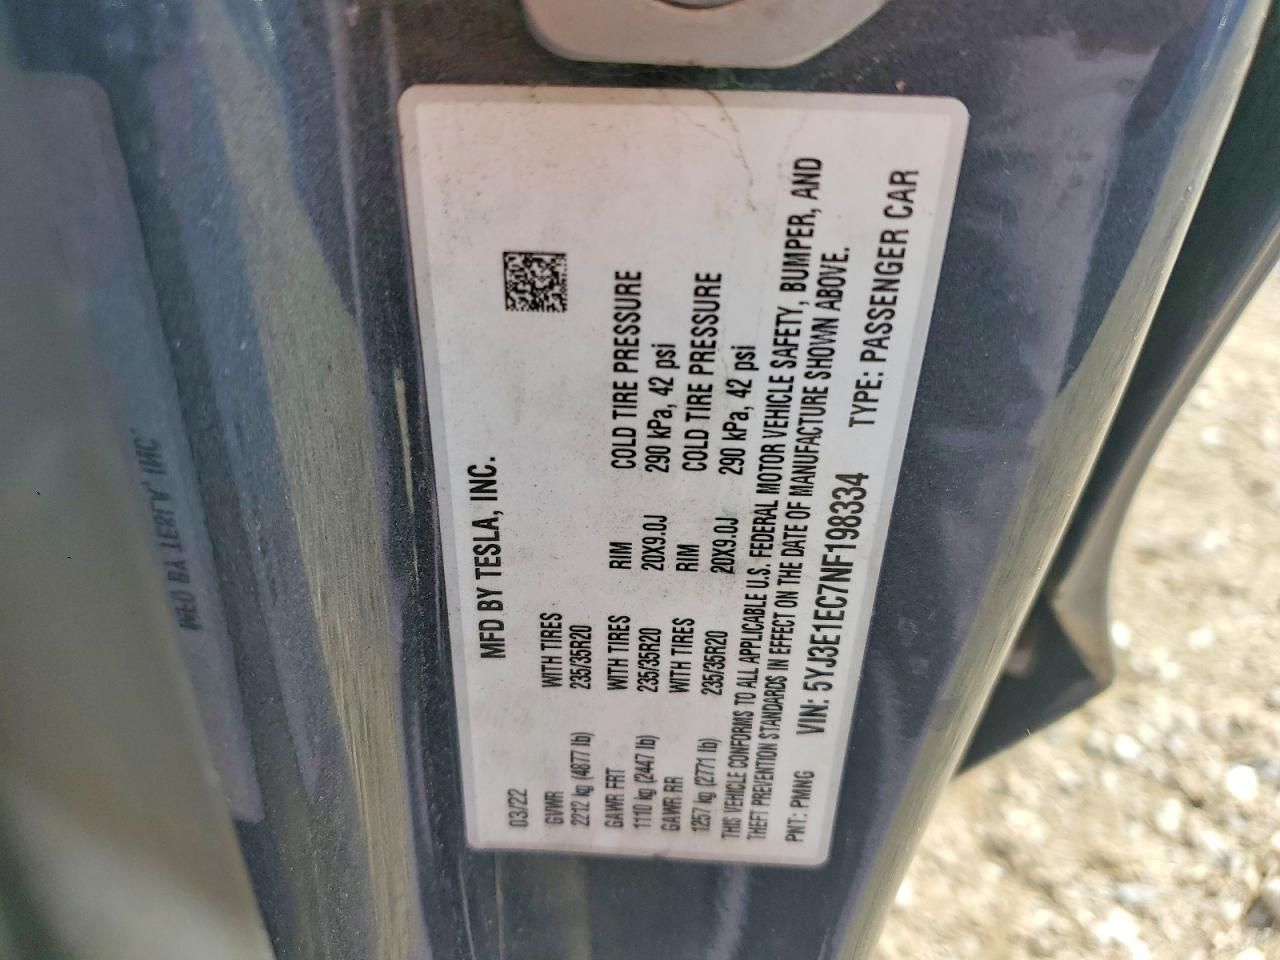 MFD BY TESLA, INC.
03/22
GVWR WITH TIRES
2212 kg (4877 lb) 235/35R20
GAWR FRT WITH TIRES RIM COLD TIRE PRESSURE
1110 kg (2447 lb) 235/35R20 20X9.0J 290 kPa, 42 psi
GAWR RR WITH TIRES RIM COLD TIRE PRESSURE
1257 kg (2771 lb) 235/35R20 20X9.0J 290 kPa, 42 psi
THIS VEHICLE CONFORMS TO ALL APPLICABLE U.S. FEDERAL MOTOR VEHICLE SAFETY, BUMPER, AND
THEFT PREVENTION STANDARDS IN EFFECT ON THE DATE OF MANUFACTURE SHOWN ABOVE.
PNT: PMNG VIN: 5YJ3E1EC7NF198334 TYPE: PASSENGER CAR